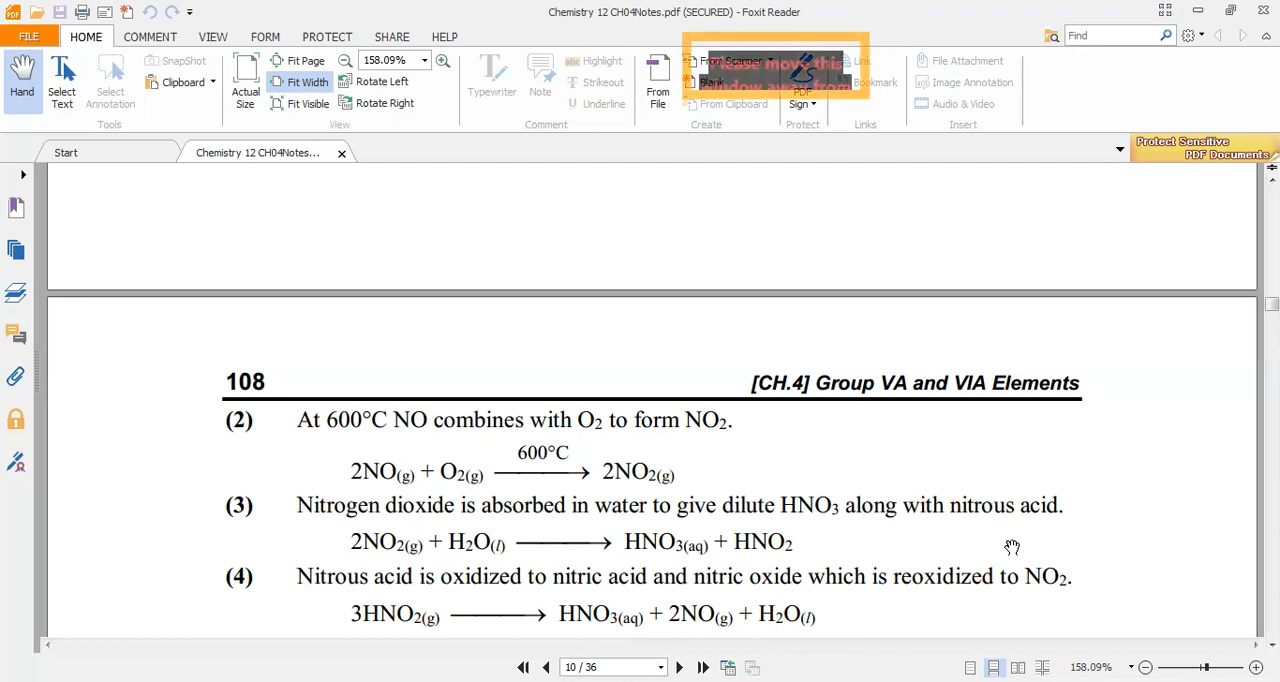 Chemistry 12 CH04Notes.pdf (SECURED) - Foxit Reader
FILE HOME COMMENT VIEW FORM PROTECT SHARE HELP Find
Hand
Select Text
SnapShot
Clipboard
Select Annotation
Tools
Actual Size
Fit Page
Fit Width
Fit Visible
158.09%
Rotate Left
Rotate Right
View
Typewriter
Note
Highlight
Strikeout
Underline
Comment
From File
From Scanner
Blank
From Clipboard
Create
Please move this
window away from
PDF Sign
Protect
Link
Bookmark
Links
File Attachment
Image Annotation
Audio & Video
Insert
Start Chemistry 12 CH04Notes...
Protect Sensitive
PDF Documents
108 [CH.4] Group VA and VIA Elements
(2) At 600°C NO combines with O₂ to form NO₂.
600°C
2NO(g) + O₂(g) ⟶ 2NO₂(g)
(3) Nitrogen dioxide is absorbed in water to give dilute HNO₃ along with nitrous acid.
2NO₂(g) + H₂O(l) ⟶ HNO₃(aq) + HNO₂
(4) Nitrous acid is oxidized to nitric acid and nitric oxide which is reoxidized to NO₂.
3HNO₂(g) ⟶ HNO₃(aq) + 2NO(g) + H₂O(l)
10 / 36 158.09%